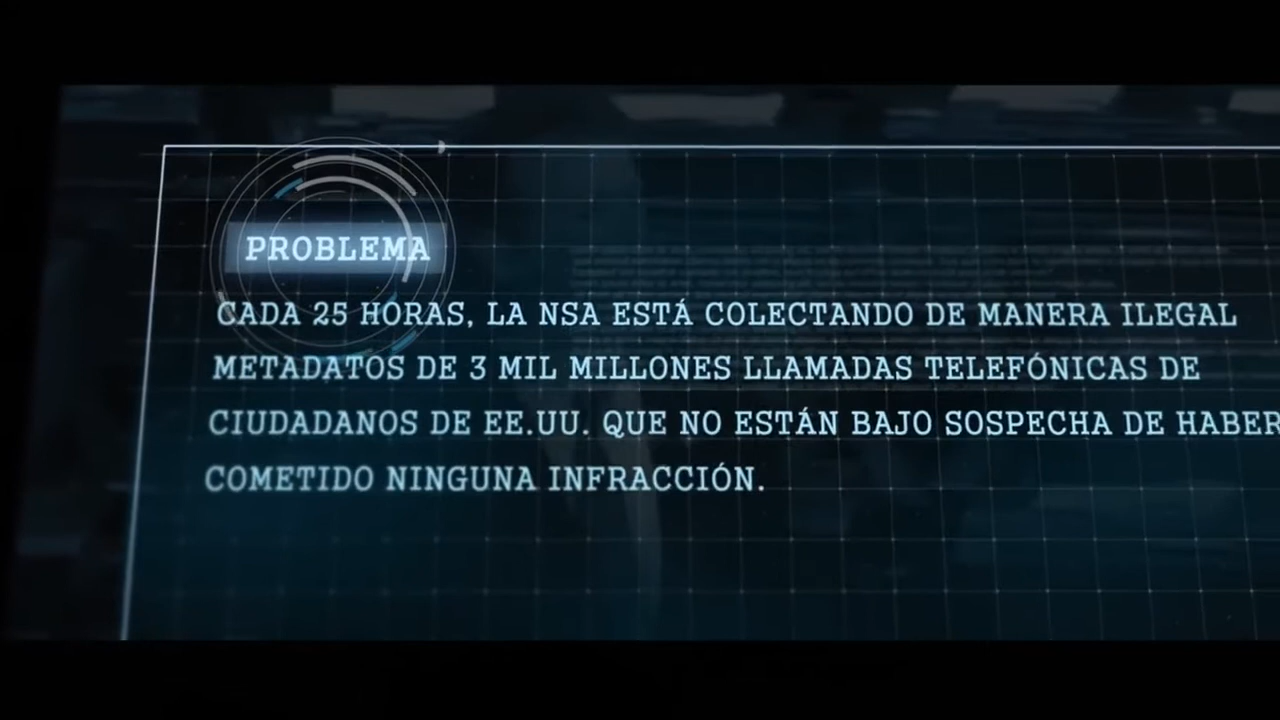 PROBLEMA
CADA 25 HORAS, LA NSA ESTÁ COLECTANDO DE MANERA ILEGAL
METADATOS DE 3 MIL MILLONES LLAMADAS TELEFÓNICAS DE
CIUDADANOS DE EE.UU. QUE NO ESTÁN BAJO SOSPECHA DE HABER
COMETIDO NINGUNA INFRACCIÓN.